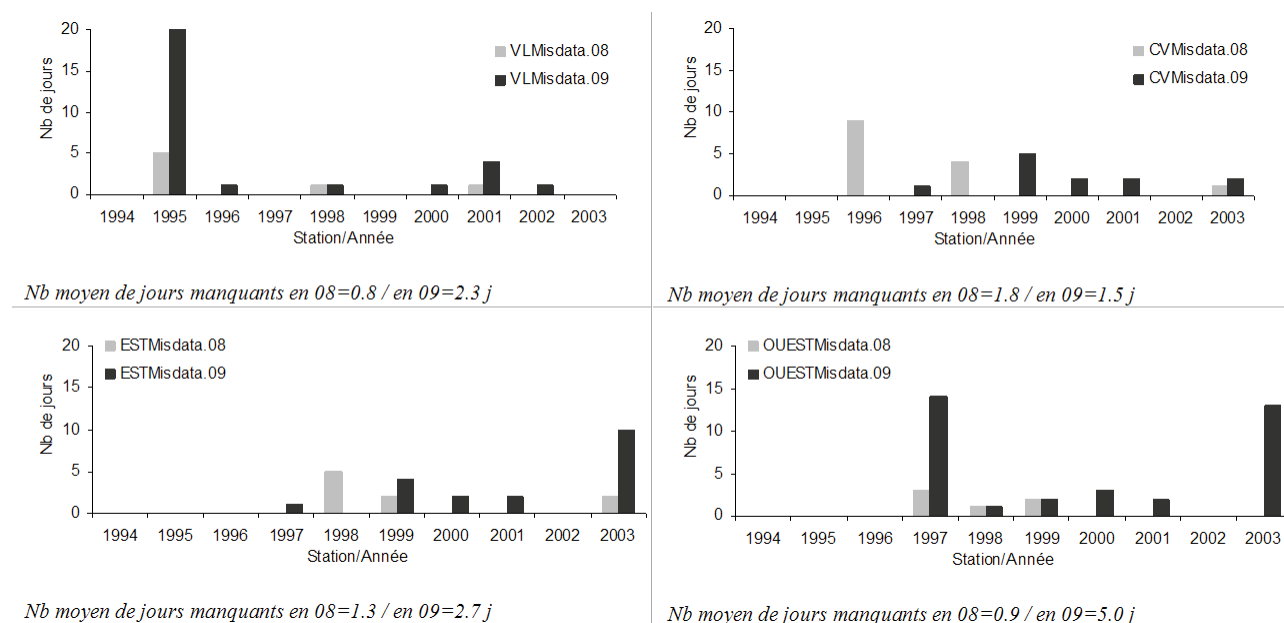 20
15
10
5
0
Nb de jours
VLMisdata.08
VLMisdata.09
1994 1995 1996 1997 1998 1999 2000 2001 2002 2003
Station/Année
Nb moyen de jours manquants en 08=0.8 / en 09=2.3 j
20
15
10
5
0
Nb de jours
CVMisdata.08
CVMisdata.09
1994 1995 1996 1997 1998 1999 2000 2001 2002 2003
Station/Année
Nb moyen de jours manquants en 08=1.8 / en 09=1.5 j
20
15
10
5
0
Nb de jours
ESTMisdata.08
ESTMisdata.09
1994 1995 1996 1997 1998 1999 2000 2001 2002 2003
Station/Année
Nb moyen de jours manquants en 08=1.3 / en 09=2.7 j
20
15
10
5
0
Nb de jours
OUESTMisdata.08
OUESTMisdata.09
1994 1995 1996 1997 1998 1999 2000 2001 2002 2003
Station/Année
Nb moyen de jours manquants en 08=0.9 / en 09=5.0 j